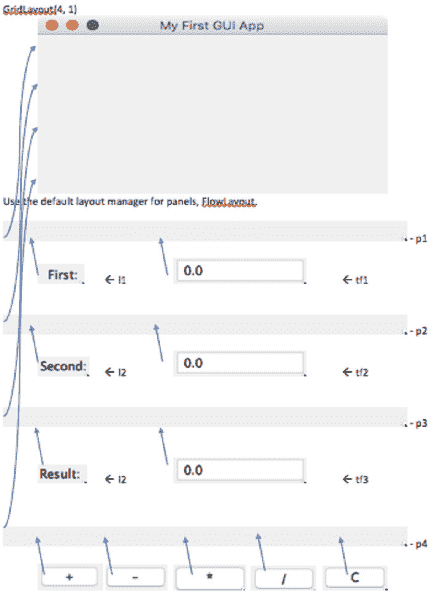 GridLayout(4, 1)
My First GUI App
Use the default layout manager for panels, FlowLayout.
- p1
First: ← l1 0.0 ← tf1
- p2
Second: ← l2 0.0 ← tf2
- p3
Result: ← l2 0.0 ← tf3
- p4
+ - * / C